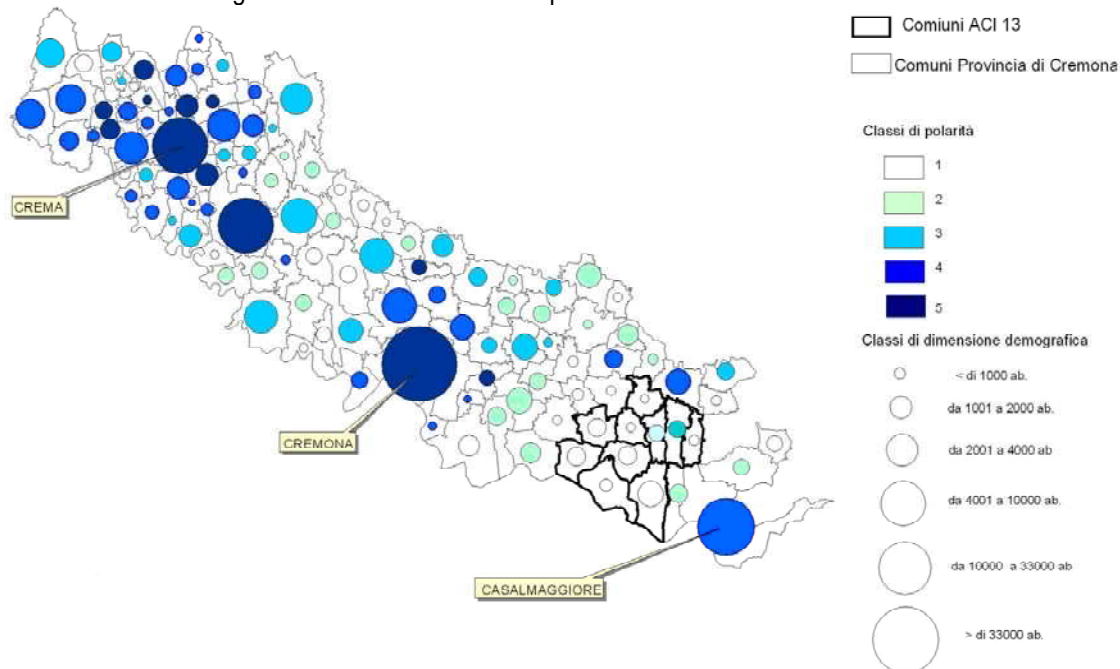 Comiuni ACI 13
Comuni Provincia di Cremona
Classi di polarità
1
2
3
4
5
Classi di dimensione demografica
< di 1000 ab.
da 1001 a 2000 ab.
da 2001 a 4000 ab
da 4001 a 10000 ab.
da 10000 a 33000 ab
> di 33000 ab.
CREMA
CREMONA
CASALMAGGIORE